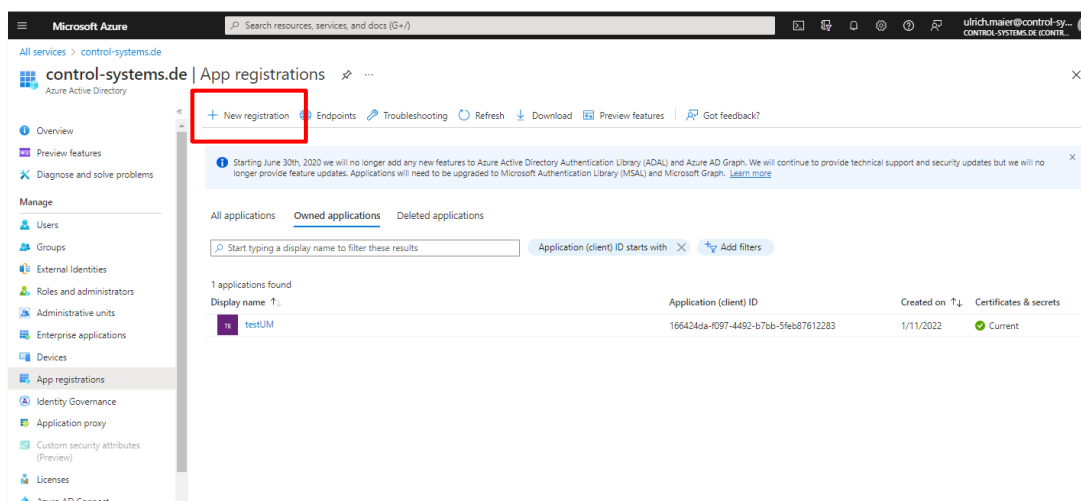 Microsoft Azure
Search resources, services, and docs (G+/)
ulrich.maier@control-sy...
CONTROL-SYSTEMS.DE (CONTR...
All services > control-systems.de
control-systems.de | App registrations
Azure Active Directory
New registration
Endpoints
Troubleshooting
Refresh
Download
Preview features
Got feedback?
Overview
Preview features
Diagnose and solve problems
Manage
Users
Groups
External Identities
Roles and administrators
Administrative units
Enterprise applications
Devices
App registrations
Identity Governance
Application proxy
Custom security attributes
(Preview)
Licenses
Azure AD Connect
Starting June 30th, 2020 we will no longer add any new features to Azure Active Directory Authentication Library (ADAL) and Azure AD Graph. We will continue to provide technical support and security updates but we will no
longer provide feature updates. Applications will need to be upgraded to Microsoft Authentication Library (MSAL) and Microsoft Graph. Learn more
All applications Owned applications Deleted applications
Start typing a display name to filter these results
Application (client) ID starts with
Add filters
1 applications found
Display name Application (client) ID Created on Certificates & secrets
TE testUM 166424da-f097-4492-b7bb-5feb87612283 1/11/2022 Current